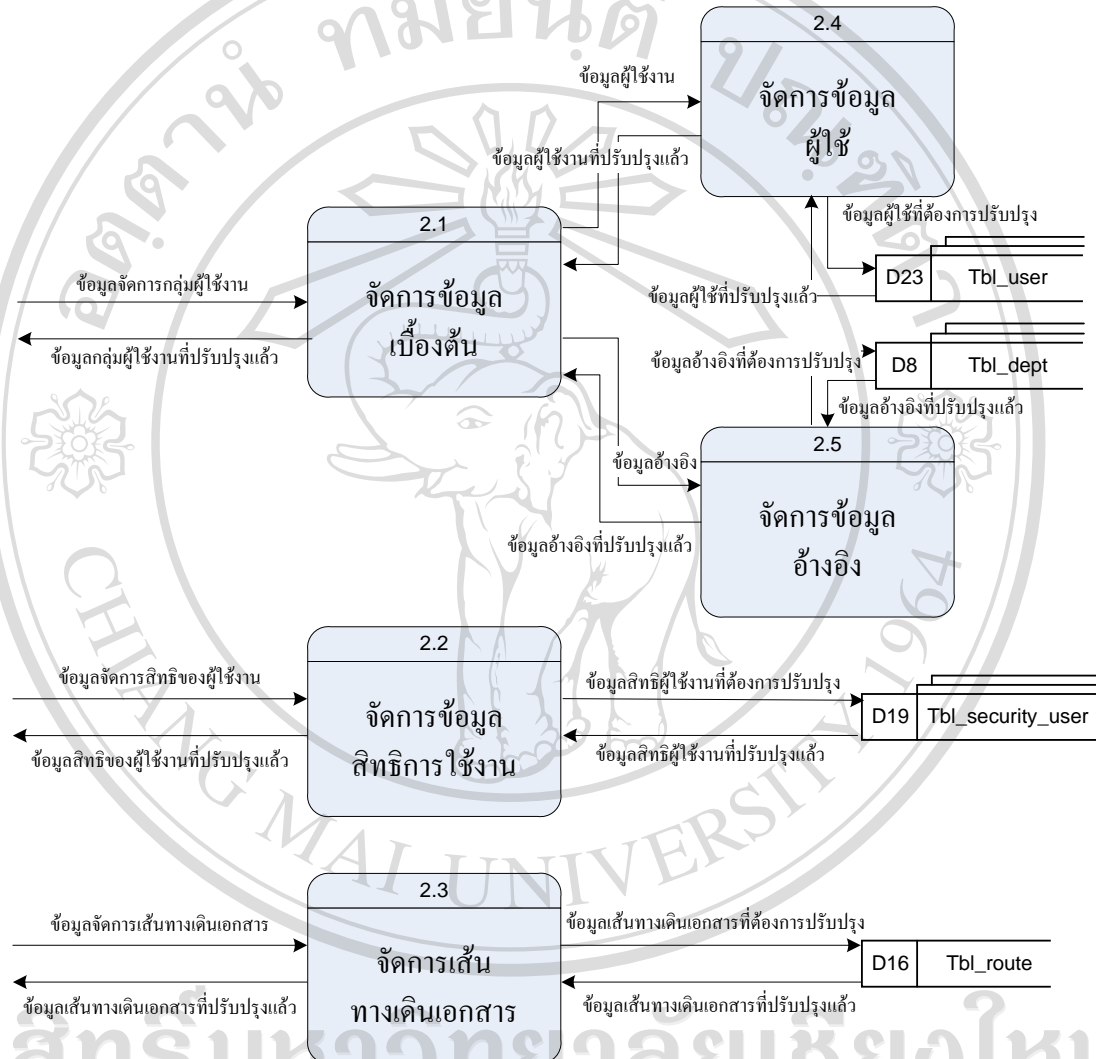 2.4
จัดการข้อมูล
ผู้ใช้
ข้อมูลผู้ใช้งาน
ข้อมูลผู้ใช้งานที่ปรับปรุงแล้ว
2.1
จัดการข้อมูล
เบื้องต้น
ข้อมูลจัดการกลุ่มผู้ใช้งาน
ข้อมูลกลุ่มผู้ใช้งานที่ปรับปรุงแล้ว
ข้อมูลผู้ใช้ที่ต้องการปรับปรุง
D23 Tbl_user
ข้อมูลผู้ใช้ที่ปรับปรุงแล้ว
ข้อมูลอ้างอิงที่ต้องการปรับปรุง
D8 Tbl_dept
ข้อมูลอ้างอิงที่ปรับปรุงแล้ว
2.5
จัดการข้อมูล
อ้างอิง
ข้อมูลอ้างอิง
ข้อมูลอ้างอิงที่ปรับปรุงแล้ว
2.2
จัดการข้อมูล
สิทธิการใช้งาน
ข้อมูลจัดการสิทธิของผู้ใช้งาน
ข้อมูลสิทธิของผู้ใช้งานที่ปรับปรุงแล้ว
ข้อมูลสิทธิผู้ใช้งานที่ต้องการปรับปรุง
D19 Tbl_security_user
ข้อมูลสิทธิผู้ใช้งานที่ปรับปรุงแล้ว
2.3
จัดการเส้น
ทางเดินเอกสาร
ข้อมูลจัดการเส้นทางเดินเอกสาร
ข้อมูลเส้นทางเดินเอกสารที่ปรับปรุงแล้ว
ข้อมูลเส้นทางเดินเอกสารที่ต้องการปรับปรุง
D16 Tbl_route
ข้อมูลเส้นทางเดินเอกสารที่ปรับปรุงแล้ว
CHIANG MAI UNIVERSITY 1964